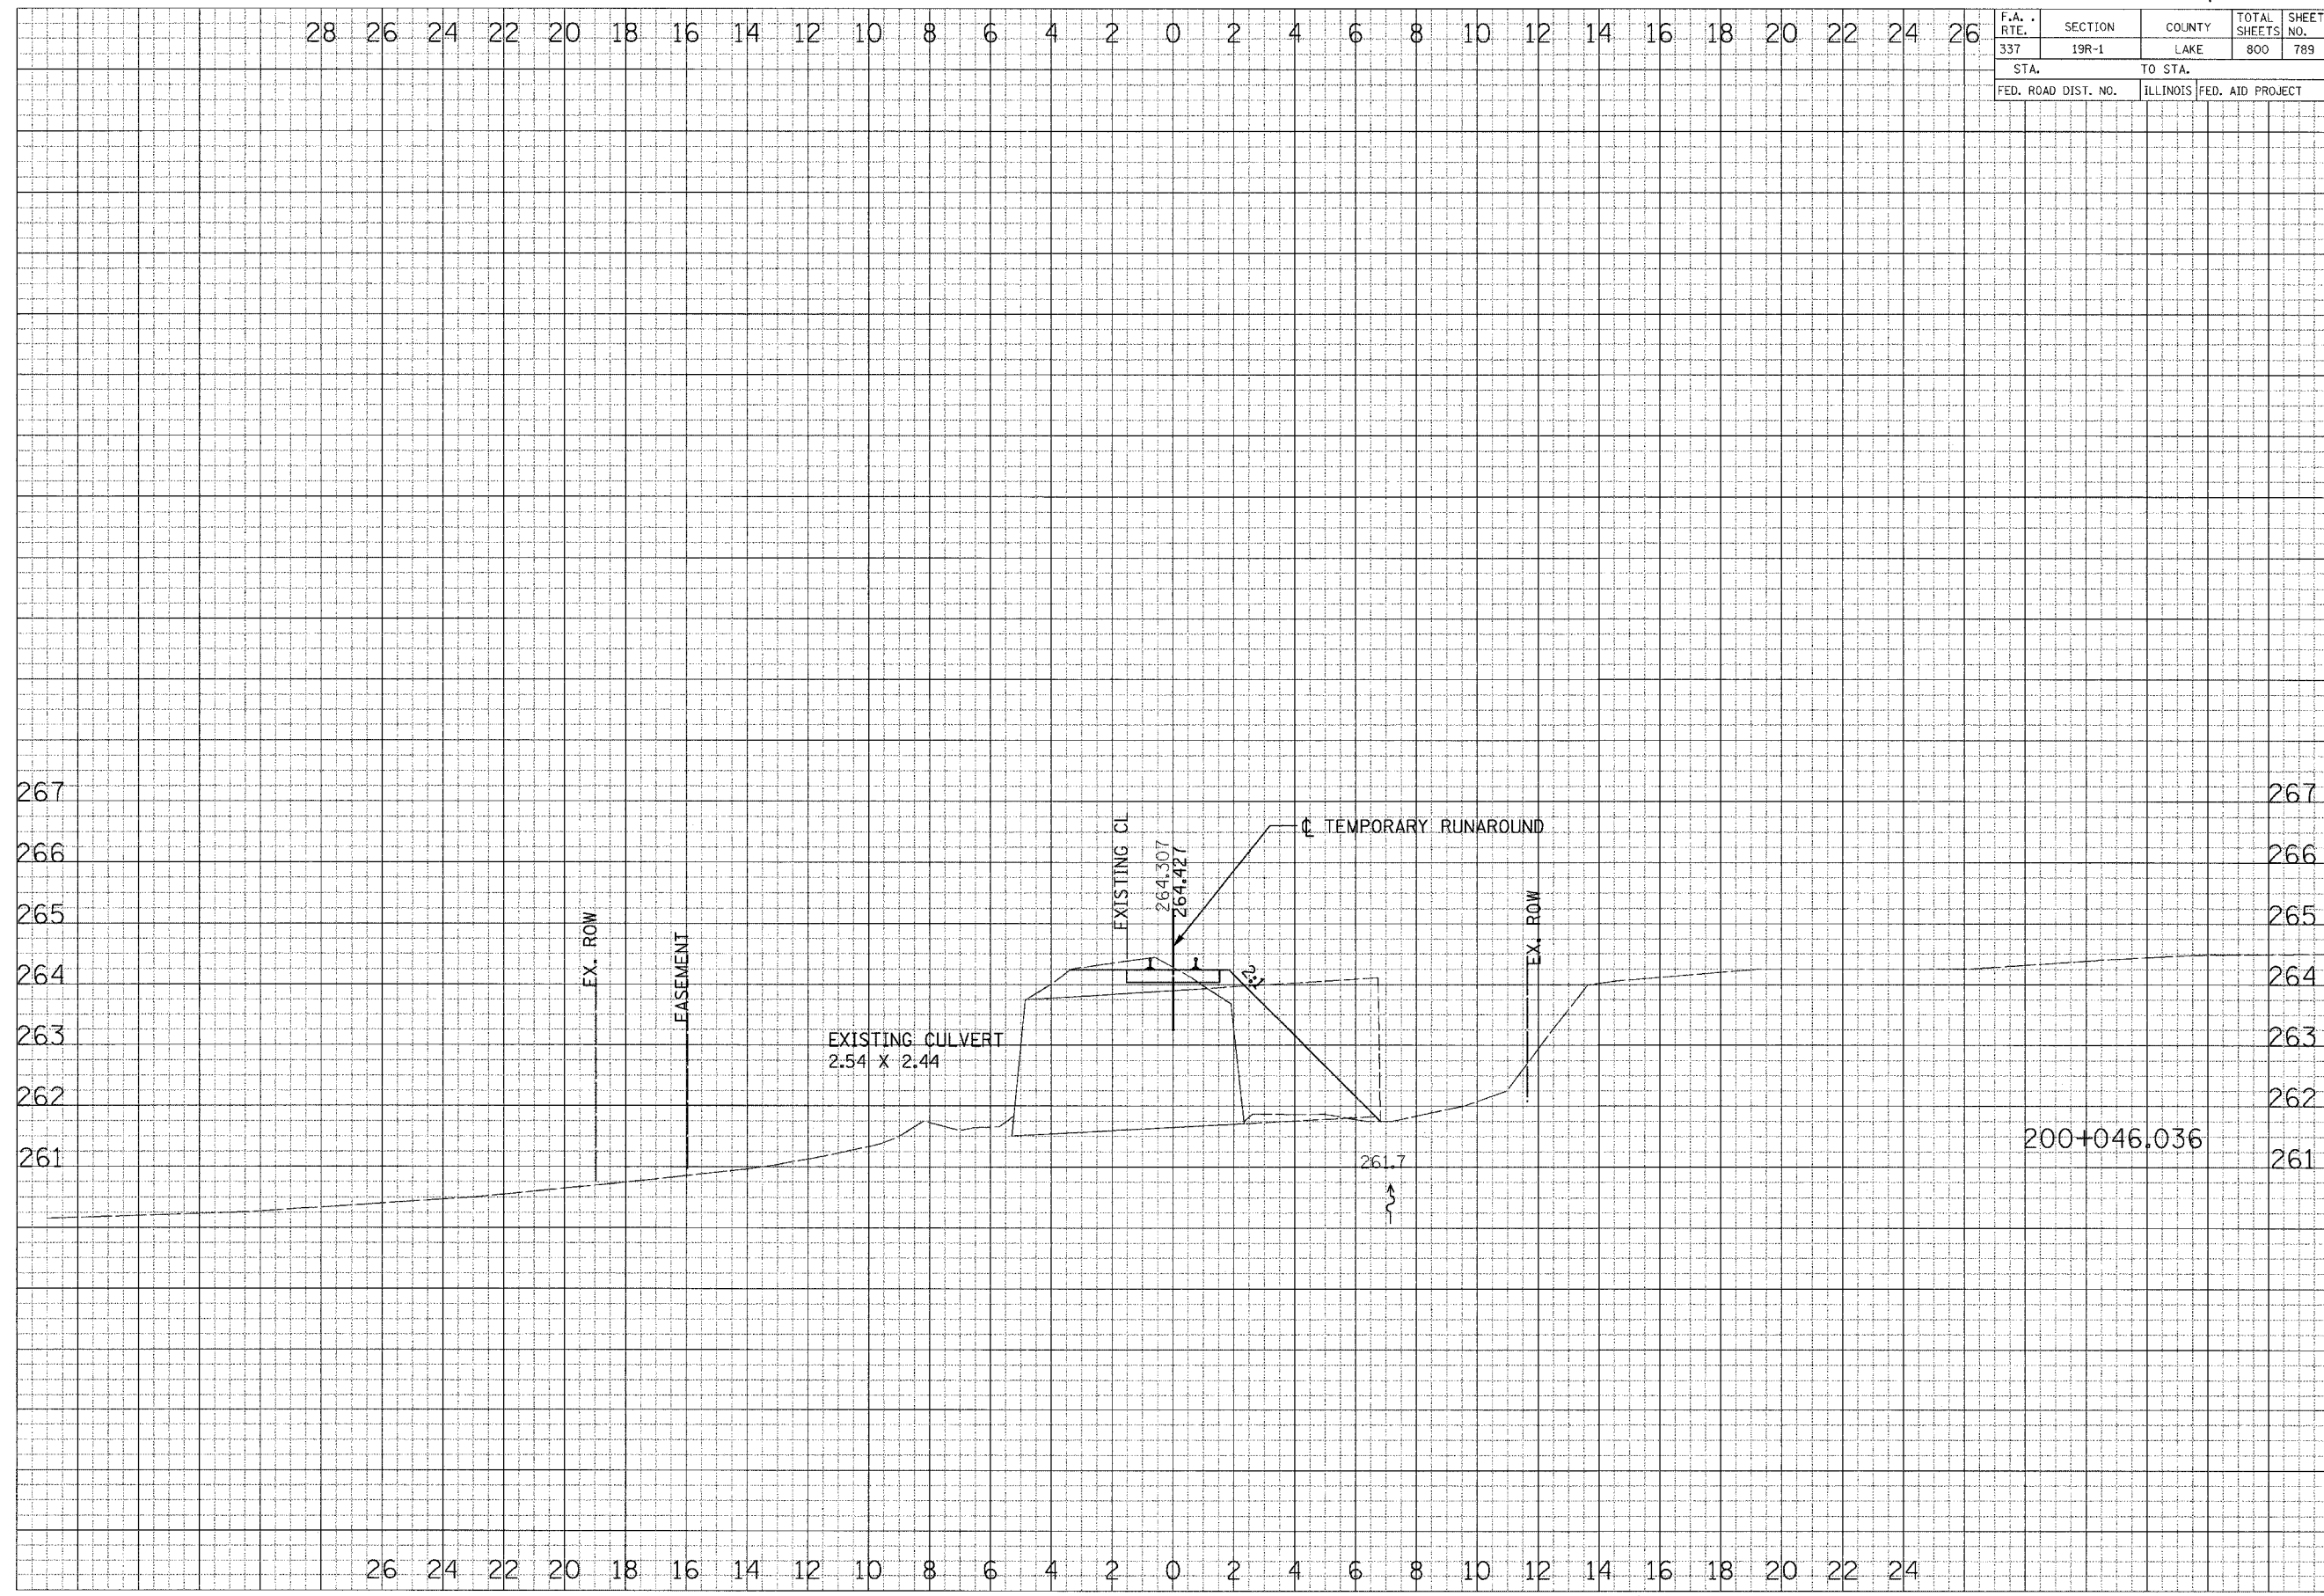 28 26 24 22 20 18 16 14 12 10 8 6 4 2 0 2 4 6 8 10 12 14 16 18 20 22 24 26
F.A. . RTE. SECTION COUNTY TOTAL SHEETS SHEET NO.
337 19R-1 LAKE 800 789
STA. TO STA.
FED. ROAD DIST. NO. ILLINOIS FED. AID PROJECT
267 267
℄ TEMPORARY RUNAROUND
266 266
EXISTING CL
264.307
264.427
265 265
EX. ROW
EASEMENT
EX. ROW
264 264
1:2
263 263
EXISTING CULVERT
2.54 X 2.44
262 262
200+046.036
261 261
261.7
26 24 22 20 18 16 14 12 10 8 6 4 2 0 2 4 6 8 10 12 14 16 18 20 22 24